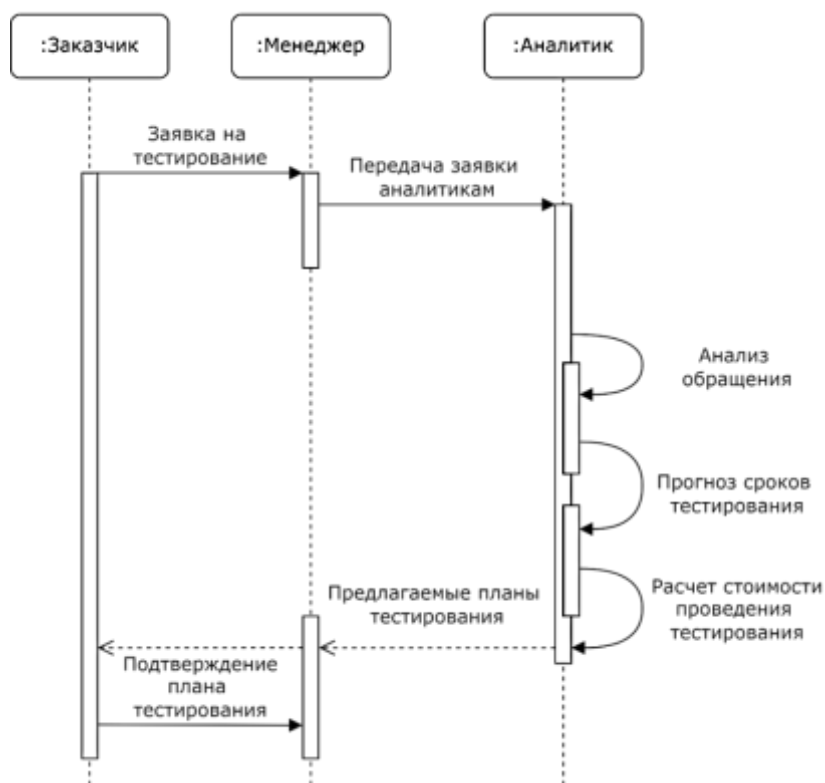 :Заказчик
:Менеджер
:Аналитик
Заявка на
тестирование
Передача заявки
аналитикам
Анализ
обращения
Прогноз сроков
тестирования
Расчет стоимости
проведения
тестирования
Предлагаемые планы
тестирования
Подтверждение
плана
тестирования